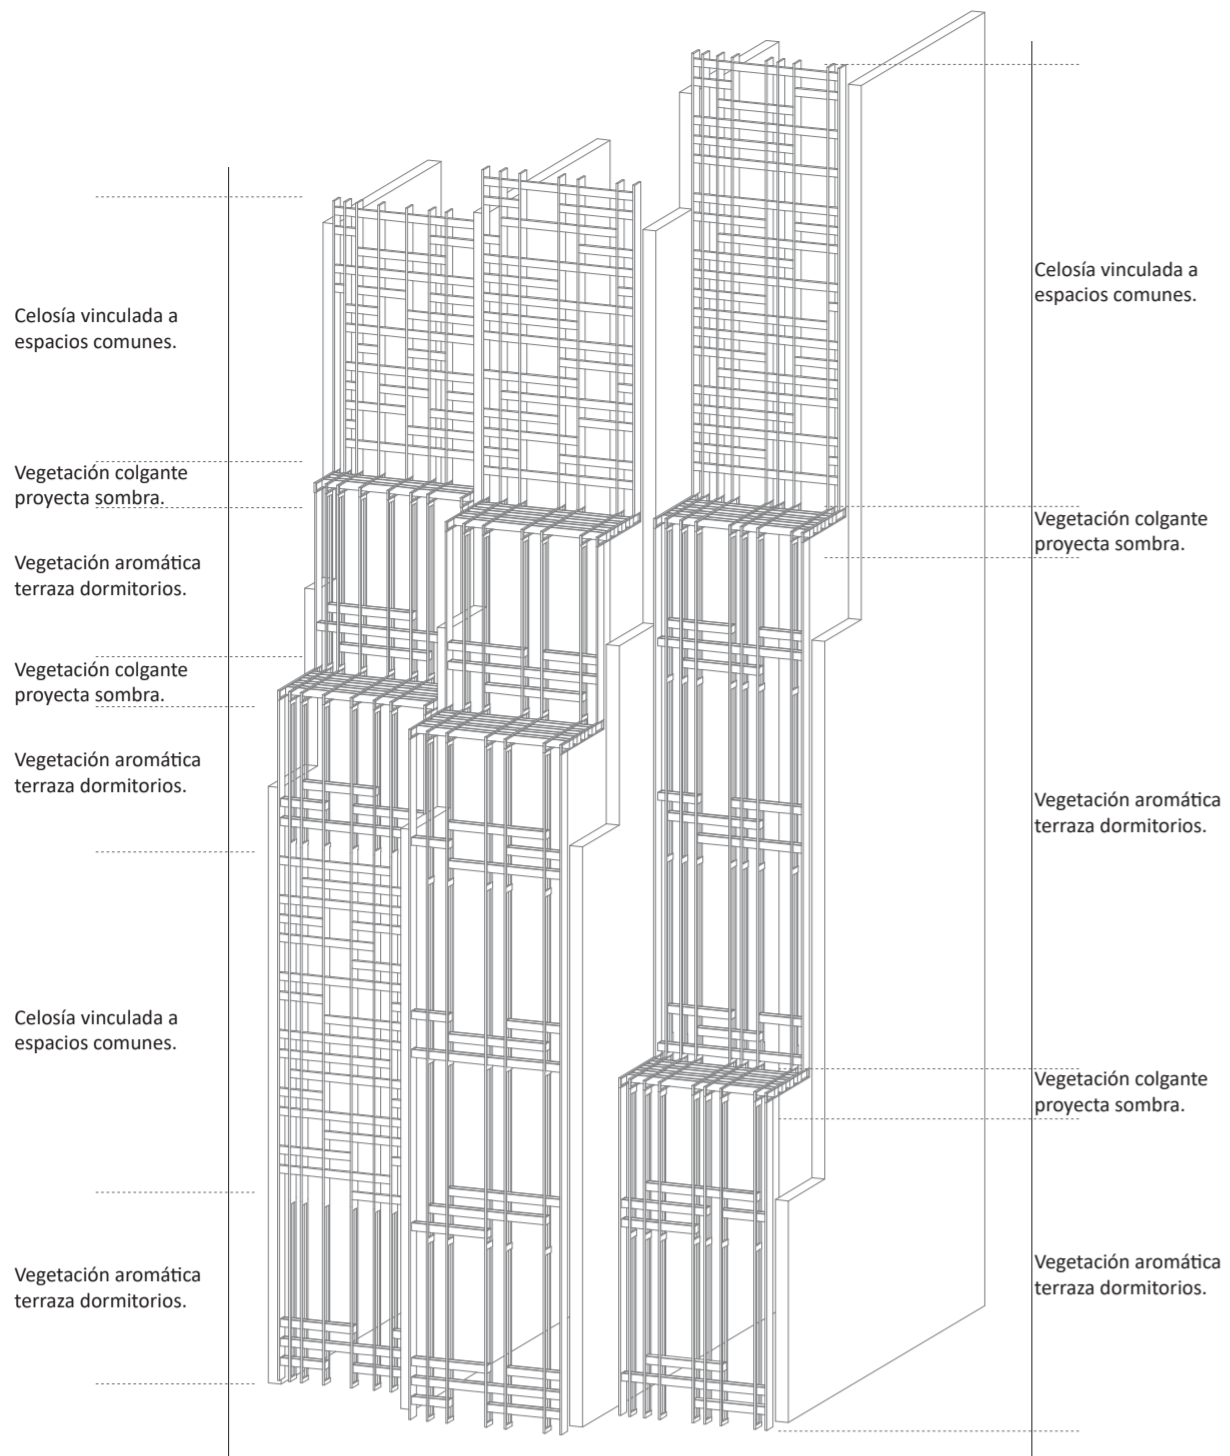 Celosía vinculada a
espacios comunes.
Vegetación colgante
proyecta sombra.
Vegetación aromática
terraza dormitorios.
Vegetación colgante
proyecta sombra.
Vegetación aromática
terraza dormitorios.
Celosía vinculada a
espacios comunes.
Vegetación aromática
terraza dormitorios.
Celosía vinculada a
espacios comunes.
Vegetación colgante
proyecta sombra.
Vegetación aromática
terraza dormitorios.
Vegetación colgante
proyecta sombra.
Vegetación aromática
terraza dormitorios.